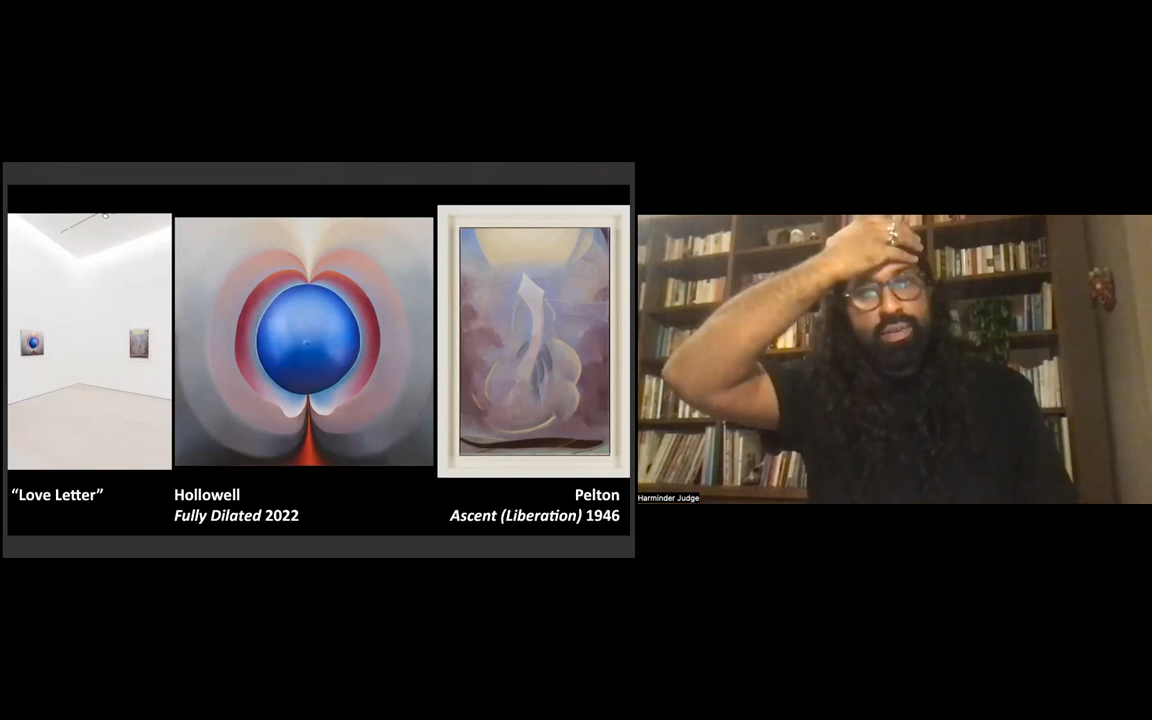 “Love Letter”
Hollowell
Fully Dilated 2022
Pelton
Ascent (Liberation) 1946
Harminder Judge